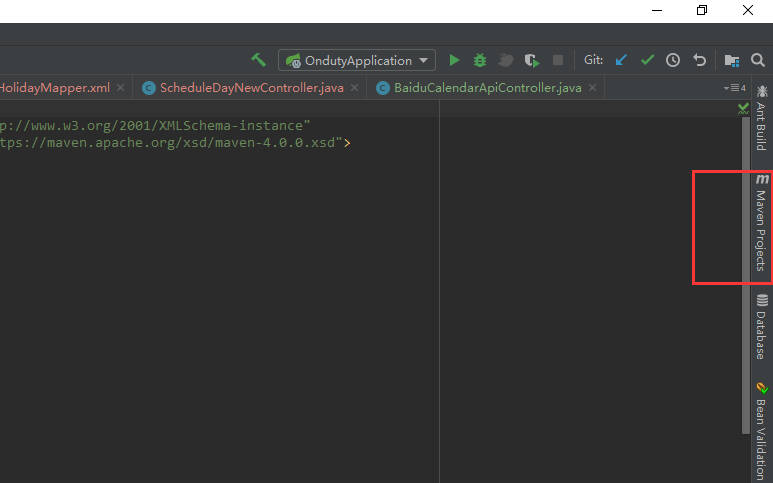 OndutyApplication
Git:
HolidayMapper.xml
ScheduleDayNewController.java
BaiduCalendarApiController.java
4
p://www.w3.org/2001/XMLSchema-instance"
tps://maven.apache.org/xsd/maven-4.0.0.xsd">
Ant Build
m
Maven Projects
Database
Bean Validation